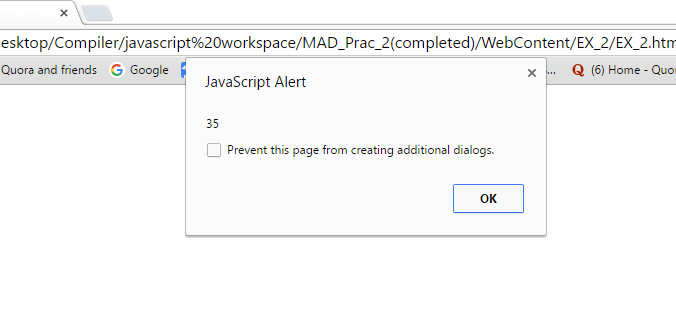 esktop/Compiler/javascript%20workspace/MAD_Prac_2(completed)/WebContent/EX_2/EX_2.htm
Quora and friends Google ... (6) Home - Quor
JavaScript Alert
35
Prevent this page from creating additional dialogs.
OK